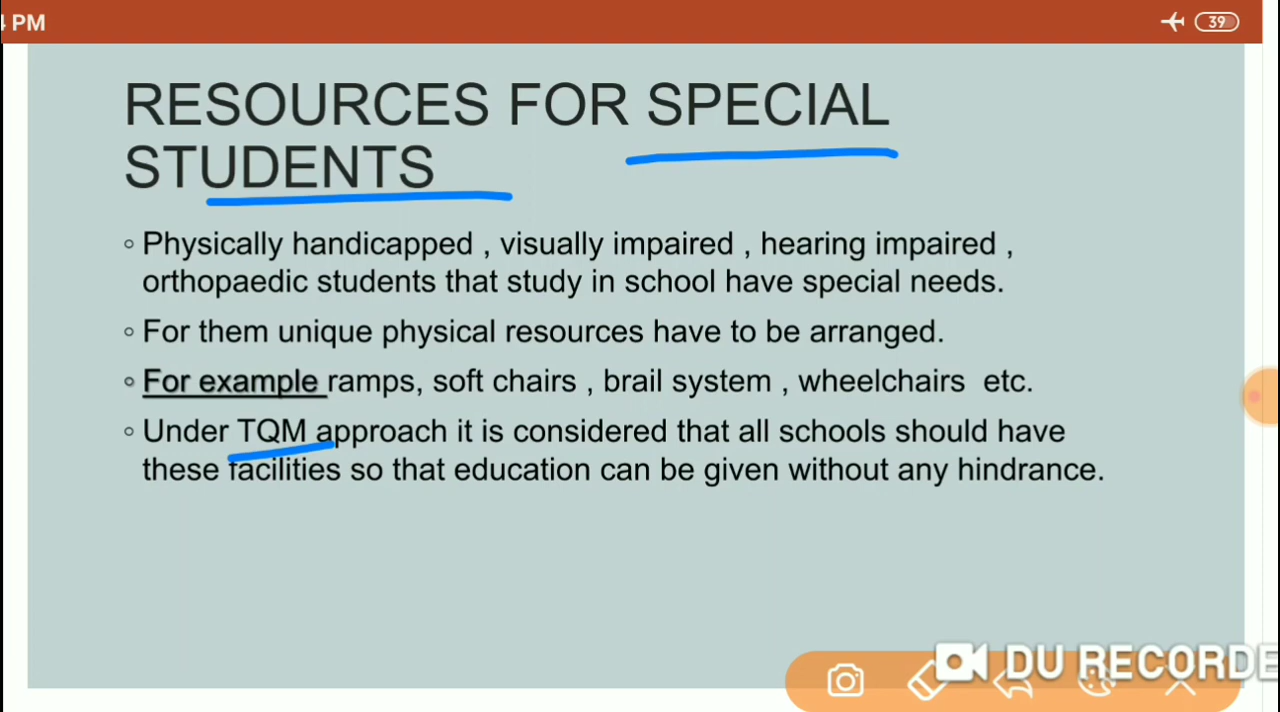 4 PM
39
RESOURCES FOR SPECIAL
STUDENTS
Physically handicapped , visually impaired , hearing impaired ,
orthopaedic students that study in school have special needs.
For them unique physical resources have to be arranged.
For example ramps, soft chairs , brail system , wheelchairs etc.
Under TQM approach it is considered that all schools should have
these facilities so that education can be given without any hindrance.
DU RECORDE